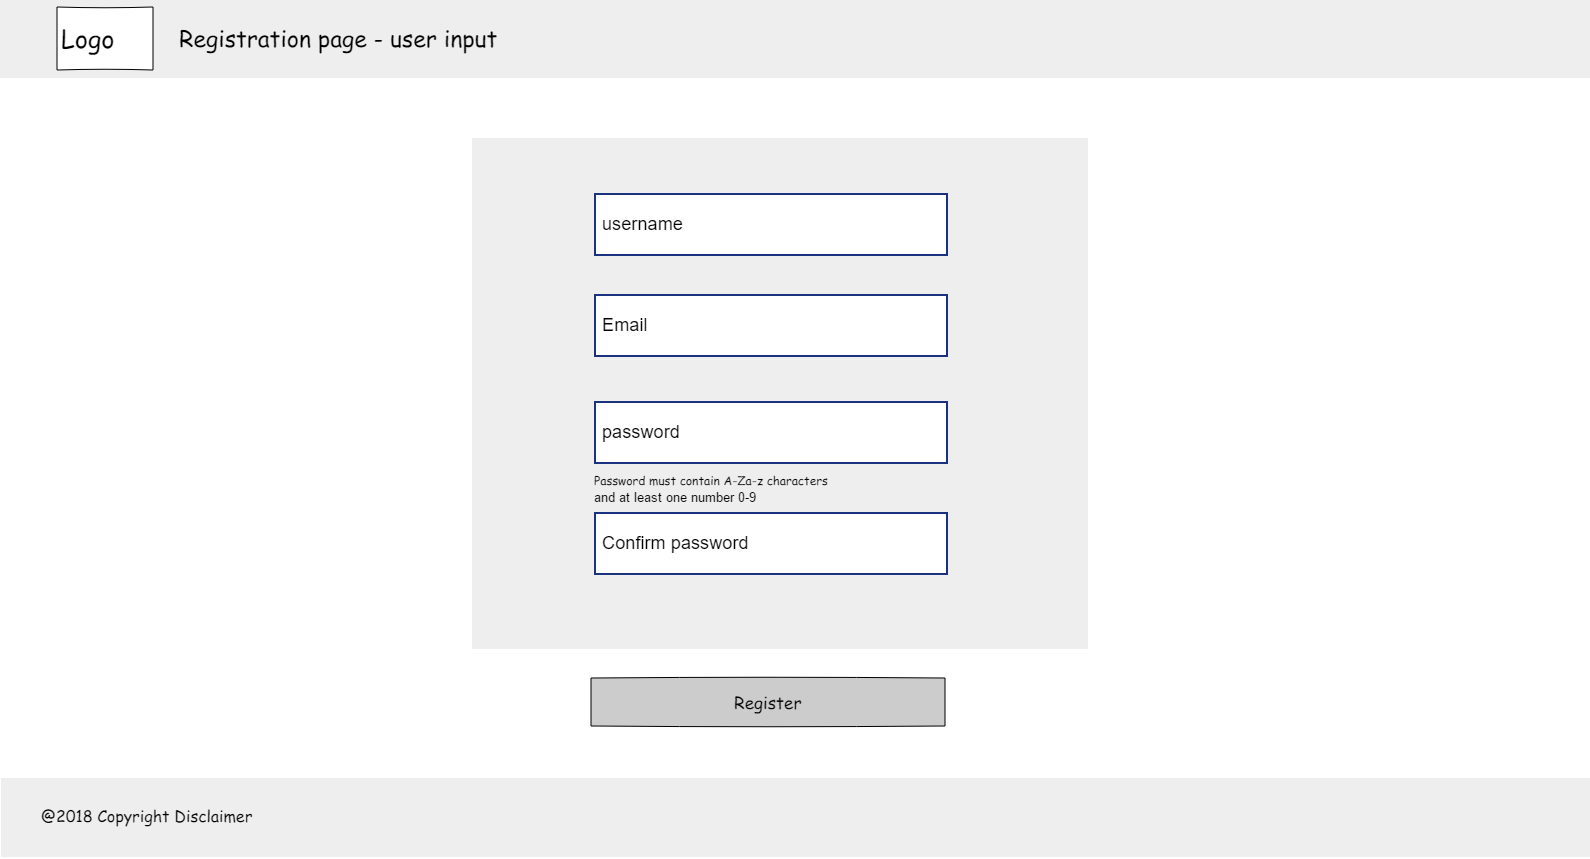 Logo
Registration page - user input
username
Email
password
Password must contain A-Za-z characters
and at least one number 0-9
Confirm password
Register
@2018 Copyright Disclaimer